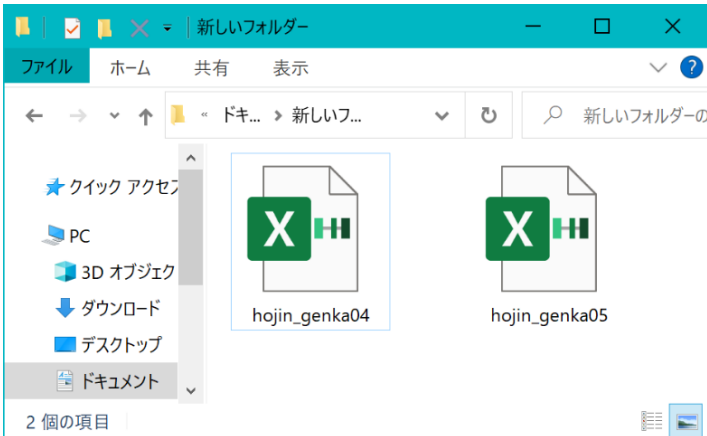 新しいフォルダー
ファイル ホーム 共有 表示
« ドキ... › 新しいフ...
新しいフォルダーの
クイック アクセス
PC
3D オブジェク
ダウンロード
デスクトップ
ドキュメント
hojin_genka04
hojin_genka05
2 個の項目